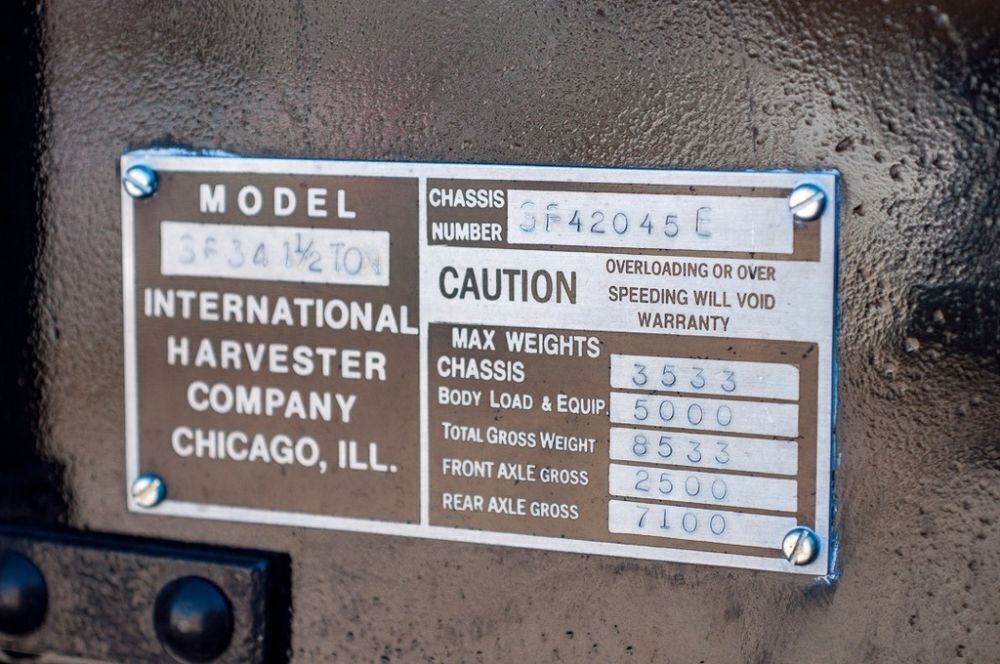 MODEL
SF34 1½ TON
INTERNATIONAL
HARVESTER
COMPANY
CHICAGO, ILL.
CHASSIS
NUMBER SF42045E
CAUTION
OVERLOADING OR OVER
SPEEDING WILL VOID
WARRANTY
MAX WEIGHTS
CHASSIS 3533
BODY LOAD & EQUIP. 5000
TOTAL GROSS WEIGHT 8533
FRONT AXLE GROSS 2500
REAR AXLE GROSS 7100